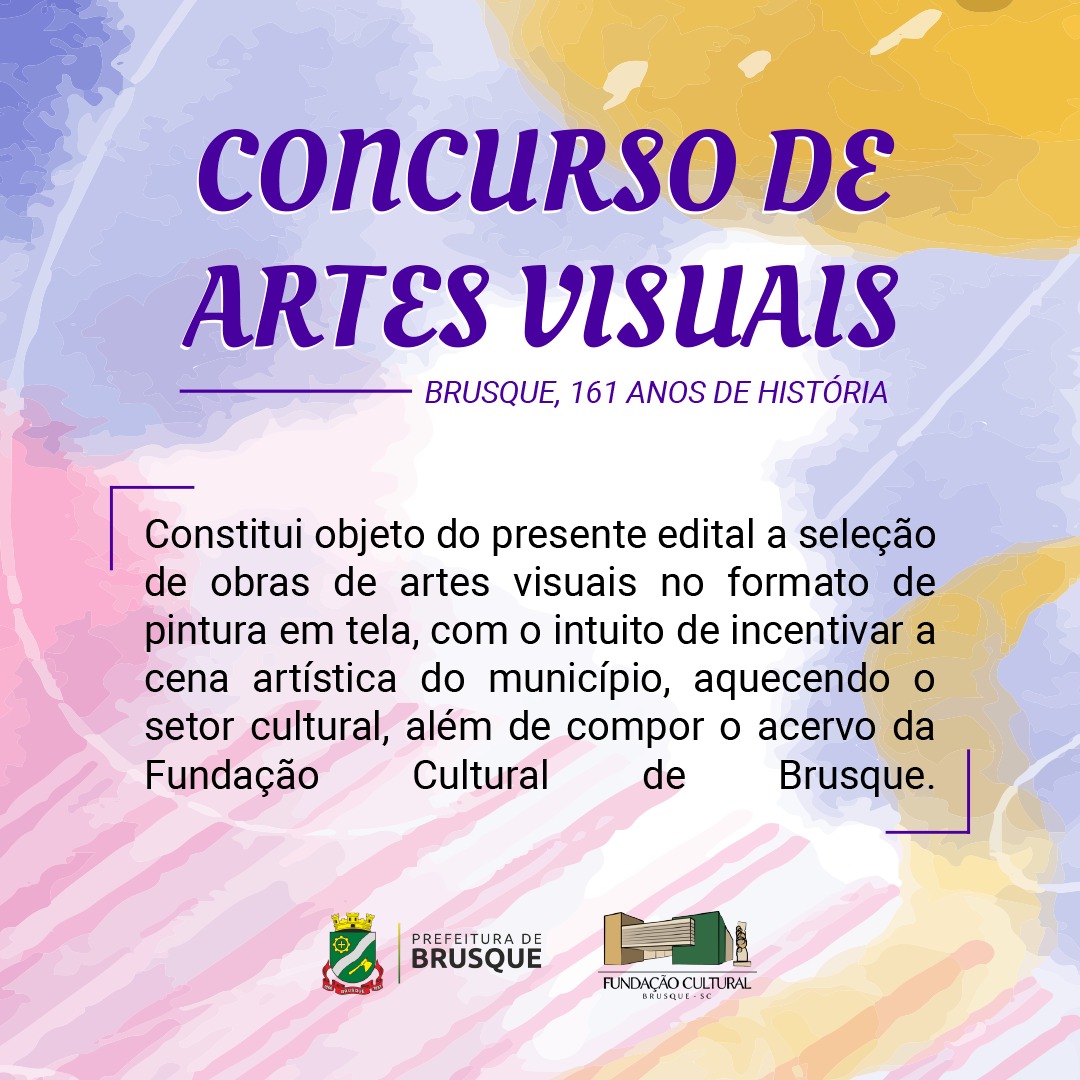 CONCURSO DE
ARTES VISUAIS
BRUSQUE, 161 ANOS DE HISTÓRIA
Constitui objeto do presente edital a seleção
de obras de artes visuais no formato de
pintura em tela, com o intuito de incentivar a
cena artística do município, aquecendo o
setor cultural, além de compor o acervo da
Fundação Cultural de Brusque.
PREFEITURA DE
BRUSQUE
BRUSQUE
FUNDAÇÃO CULTURAL
BRUSQUE - SC